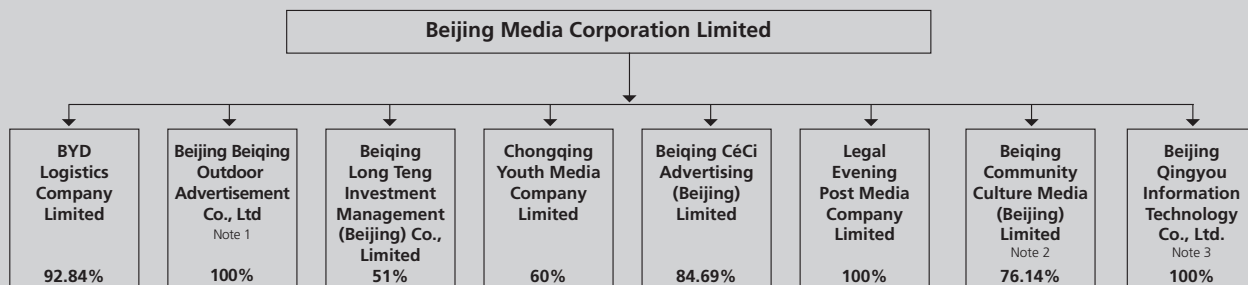 Beijing Media Corporation Limited
BYD
Logistics
Company
Limited
92.84%
Beijing Beiqing
Outdoor
Advertisement
Co., Ltd
Note 1
100%
Beiqing
Long Teng
Investment
Management
(Beijing) Co.,
Limited
51%
Chongqing
Youth Media
Company
Limited
60%
Beiqing CéCi
Advertising
(Beijing)
Limited
84.69%
Legal
Evening
Post Media
Company
Limited
100%
Beiqing
Community
Culture Media
(Beijing)
Limited
Note 2
76.14%
Beijing
Qingyou
Information
Technology
Co., Ltd.
Note 3
100%